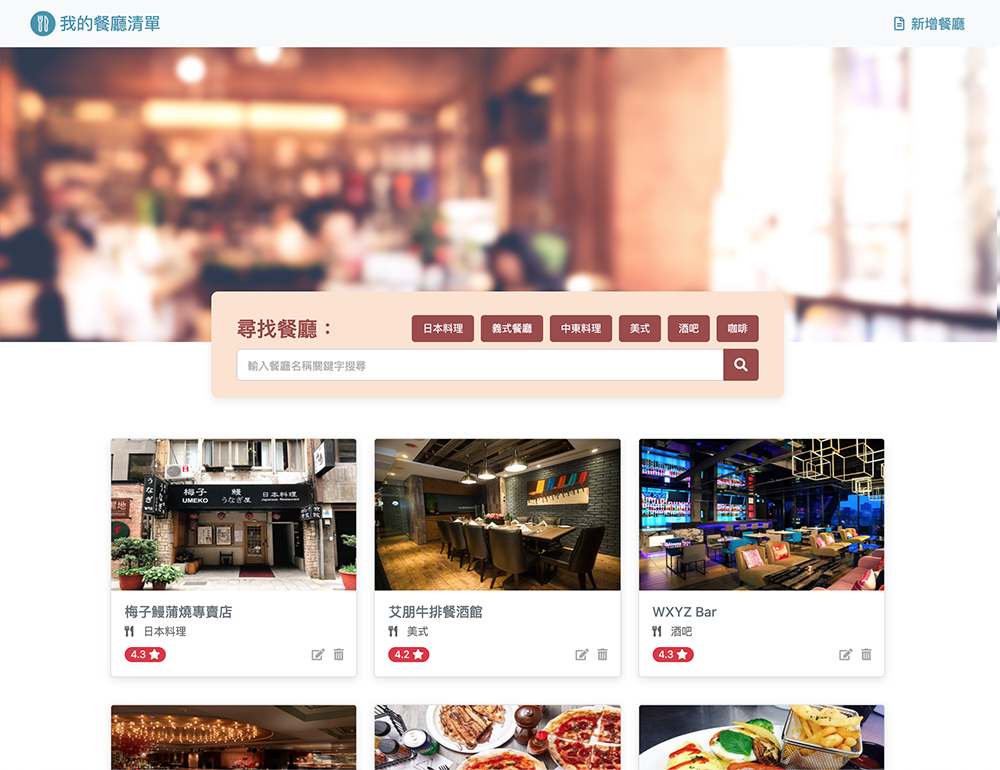 我的餐廳清單
新增餐廳
尋找餐廳：
日本料理 義式餐廳 中東料理 美式 酒吧 咖啡
輸入餐廳名稱關鍵字搜尋
梅子 鰻 日本料理
UMEKO うなぎ屋 Japanese Restaurant
うなぎ
梅子鰻蒲燒專賣店
日本料理
4.3
艾朋牛排餐酒館
美式
4.2
WXYZ Bar
酒吧
4.3